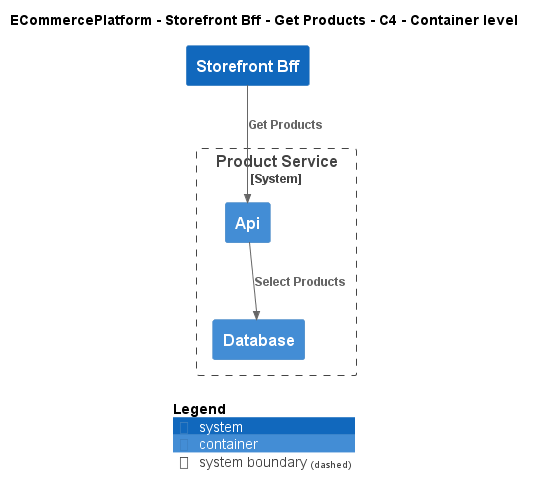 ECommercePlatform - Storefront Bff - Get Products - C4 - Container level
Storefront Bff
Get Products
Product Service
[System]
Api
Select Products
Database
Legend
system
container
system boundary (dashed)